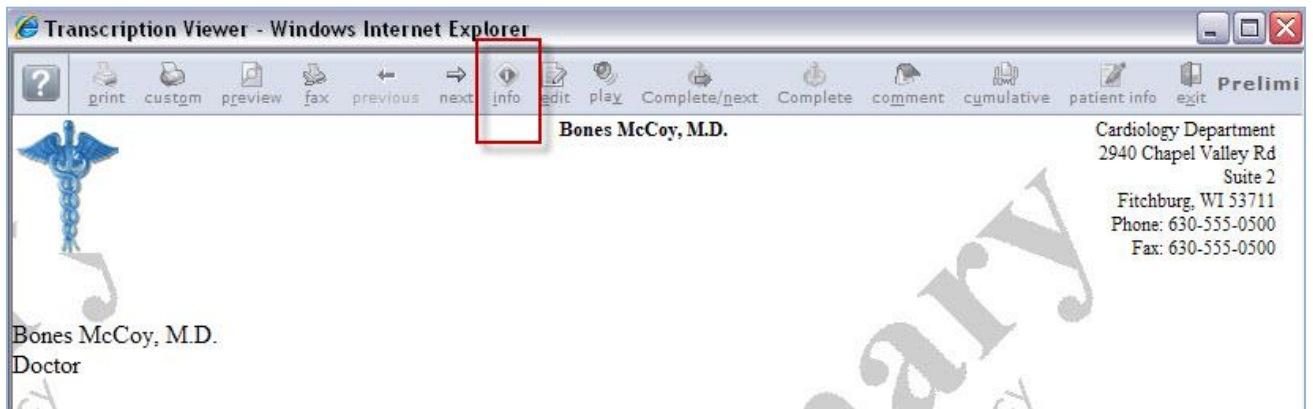 Transcription Viewer - Windows Internet Explorer
? print custom preview fax previous next info edit play Complete/next Complete comment cumulative patient info exit Prelimi
Bones McCoy, M.D.
Cardiology Department
2940 Chapel Valley Rd
Suite 2
Fitchburg, WI 53711
Phone: 630-555-0500
Fax: 630-555-0500
Bones McCoy, M.D.
Doctor
nary